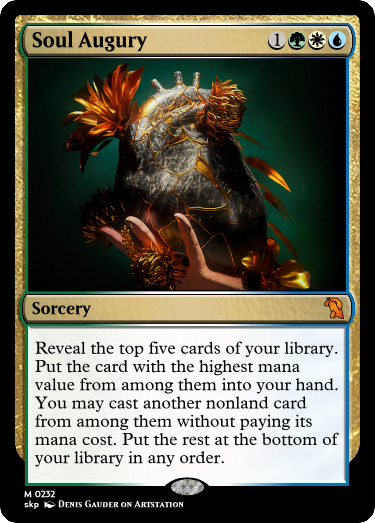 Soul Augury 1
Sorcery
Reveal the top five cards of your library.
Put the card with the highest mana
value from among them into your hand.
You may cast another nonland card
from among them without paying its
mana cost. Put the rest at the bottom of
your library in any order.
M 0232
skp Denis Gauder on Artstation